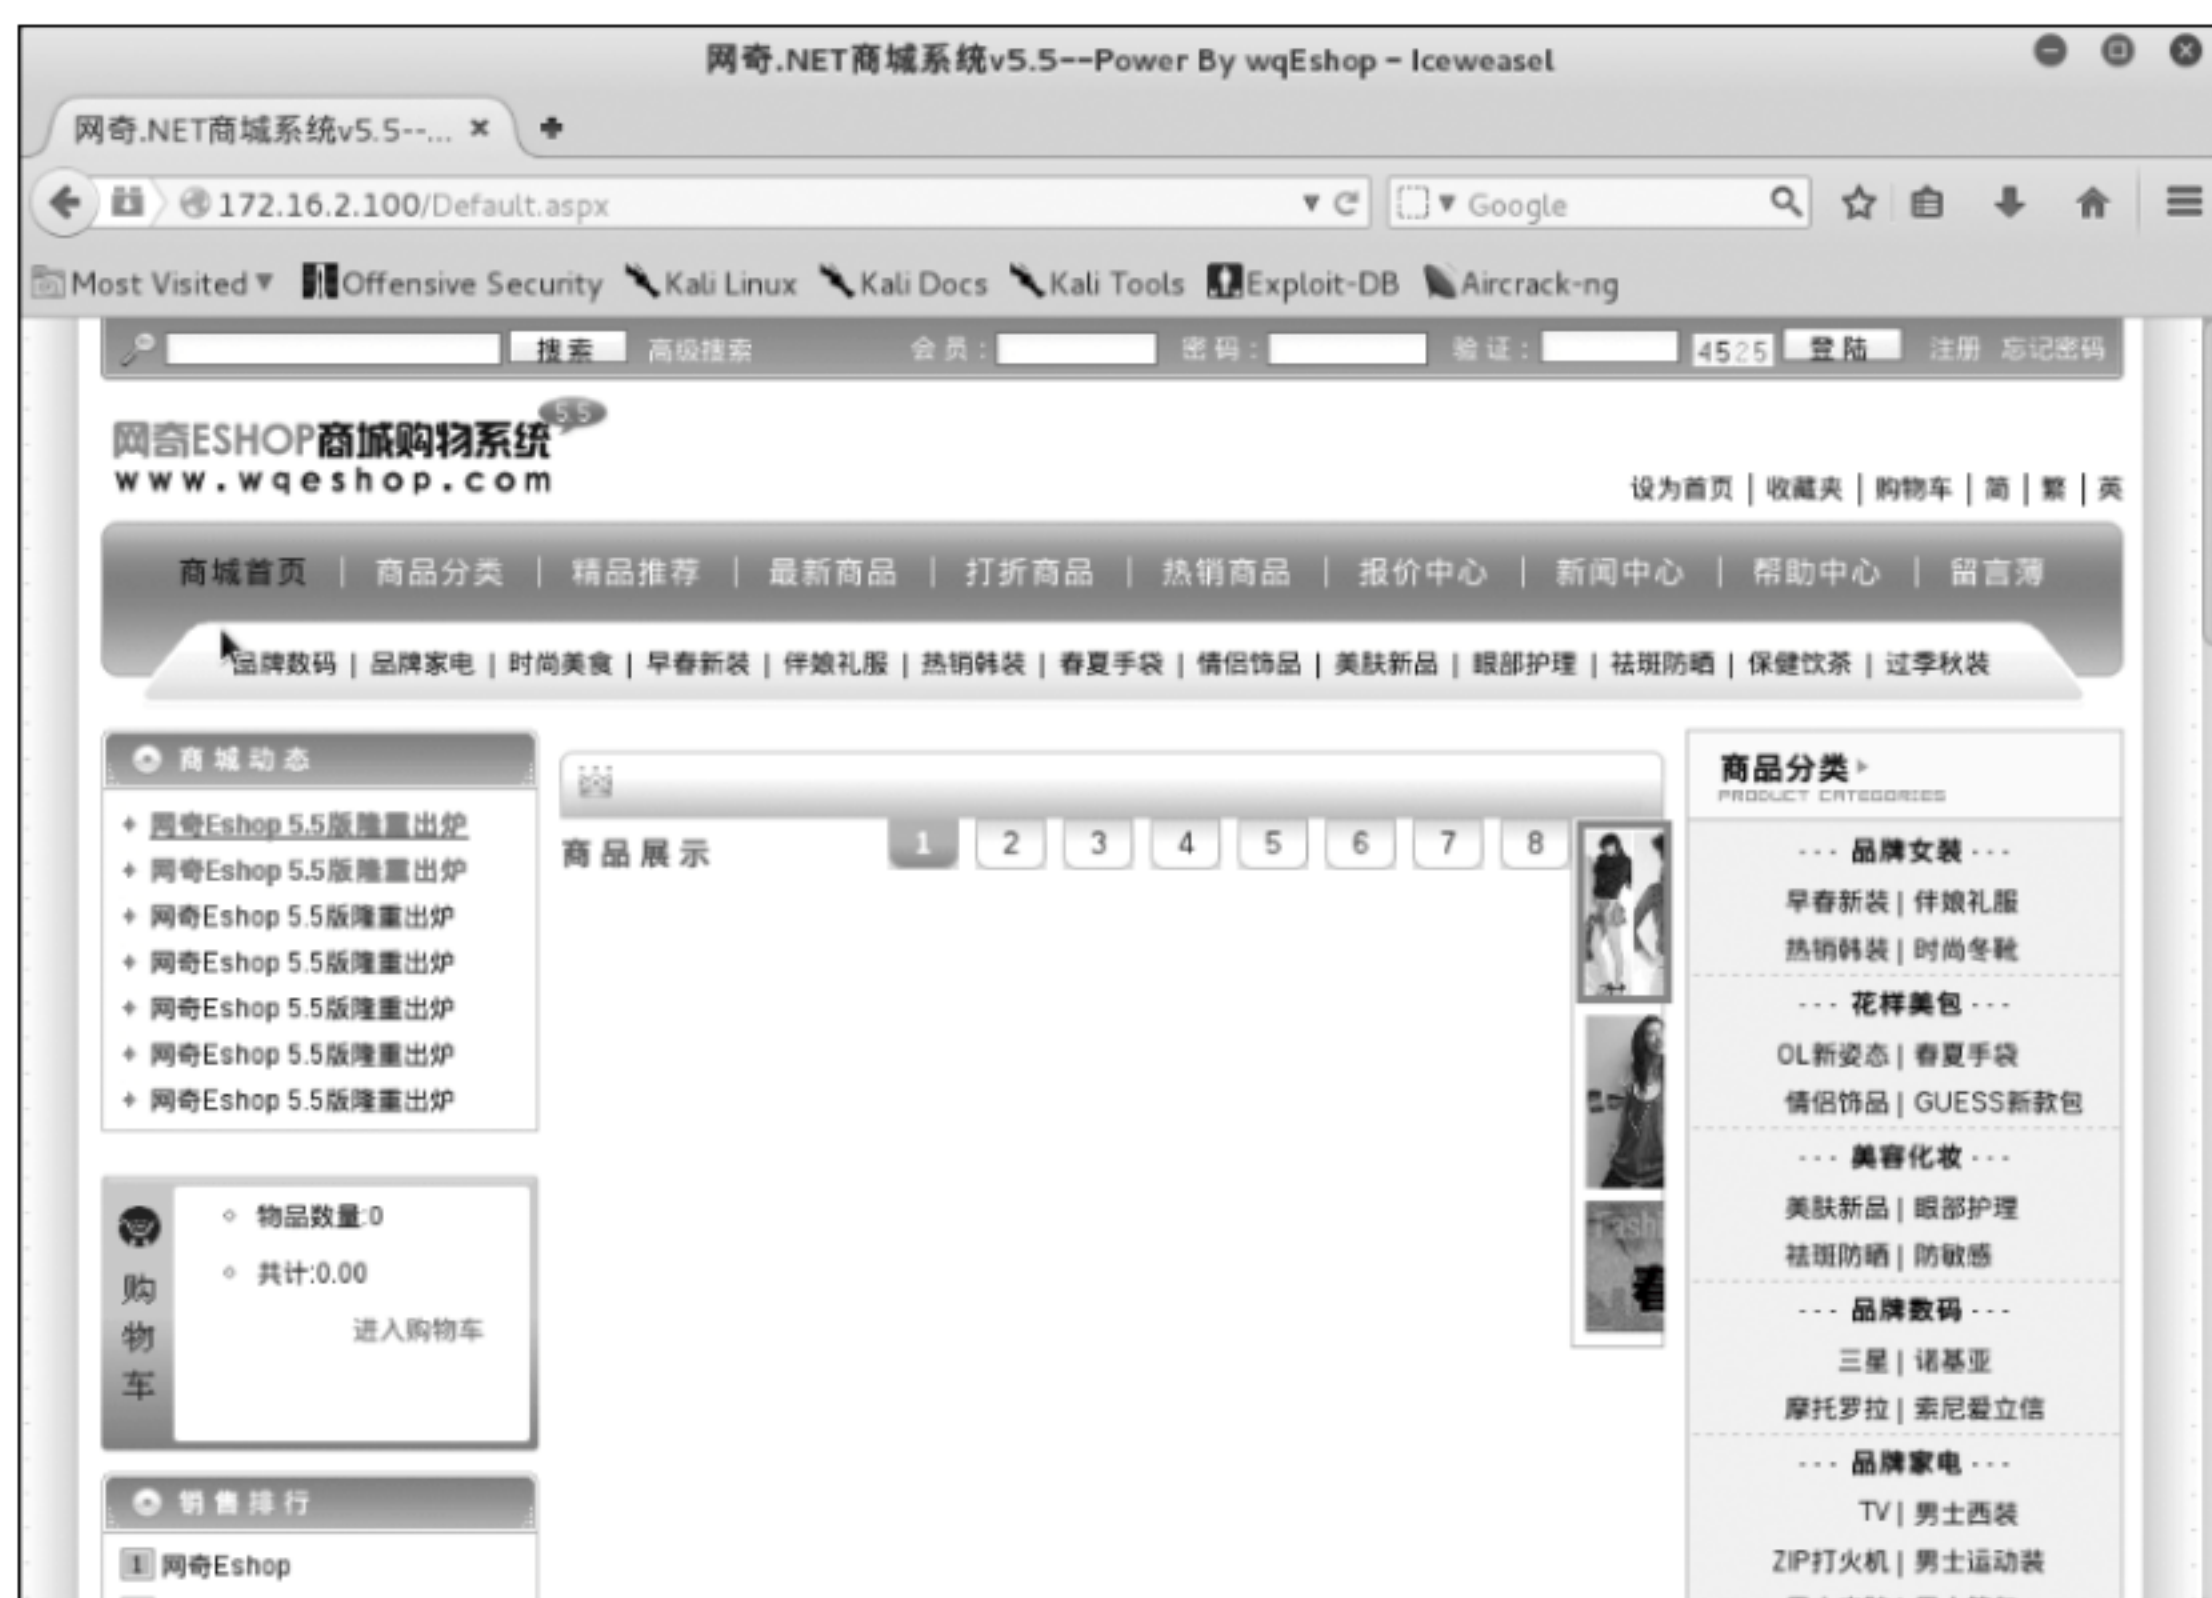 网奇.NET商城系统v5.5--Power By wqEshop - Iceweasel
网奇.NET商城系统v5.5--...
172.16.2.100/Default.aspx
Google
Most Visited
Offensive Security
Kali Linux
Kali Docs
Kali Tools
Exploit-DB
Aircrack-ng
搜索 高级搜索 会员: 密码: 验证: 4525 登陆 注册 忘记密码
5.5
网奇ESHOP商城购物系统
www.wqeshop.com
设为首页 | 收藏夹 | 购物车 | 简 | 繁 | 英
商城首页 | 商品分类 | 精品推荐 | 最新商品 | 打折商品 | 热销商品 | 报价中心 | 新闻中心 | 帮助中心 | 留言薄
品牌数码 | 品牌家电 | 时尚美食 | 早春新装 | 伴娘礼服 | 热销韩装 | 春夏手袋 | 情侣饰品 | 美肤新品 | 眼部护理 | 祛斑防晒 | 保健饮茶 | 过季秋装
商城动态
网奇Eshop 5.5版隆重出炉
网奇Eshop 5.5版隆重出炉
网奇Eshop 5.5版隆重出炉
网奇Eshop 5.5版隆重出炉
网奇Eshop 5.5版隆重出炉
网奇Eshop 5.5版隆重出炉
网奇Eshop 5.5版隆重出炉
购物车
物品数量:0
共计:0.00
进入购物车
销售排行
1 网奇Eshop
商品展示
1 2 3 4 5 6 7 8
Fashi
春
商品分类
PRODUCT CATEGORIES
--- 品牌女装 ---
早春新装 | 伴娘礼服
热销韩装 | 时尚冬靴
--- 花样美包 ---
OL新姿态 | 春夏手袋
情侣饰品 | GUESS新款包
--- 美容化妆 ---
美肤新品 | 眼部护理
祛斑防晒 | 防敏感
--- 品牌数码 ---
三星 | 诺基亚
摩托罗拉 | 索尼爱立信
--- 品牌家电 ---
TV | 男士西装
ZIP打火机 | 男士运动装